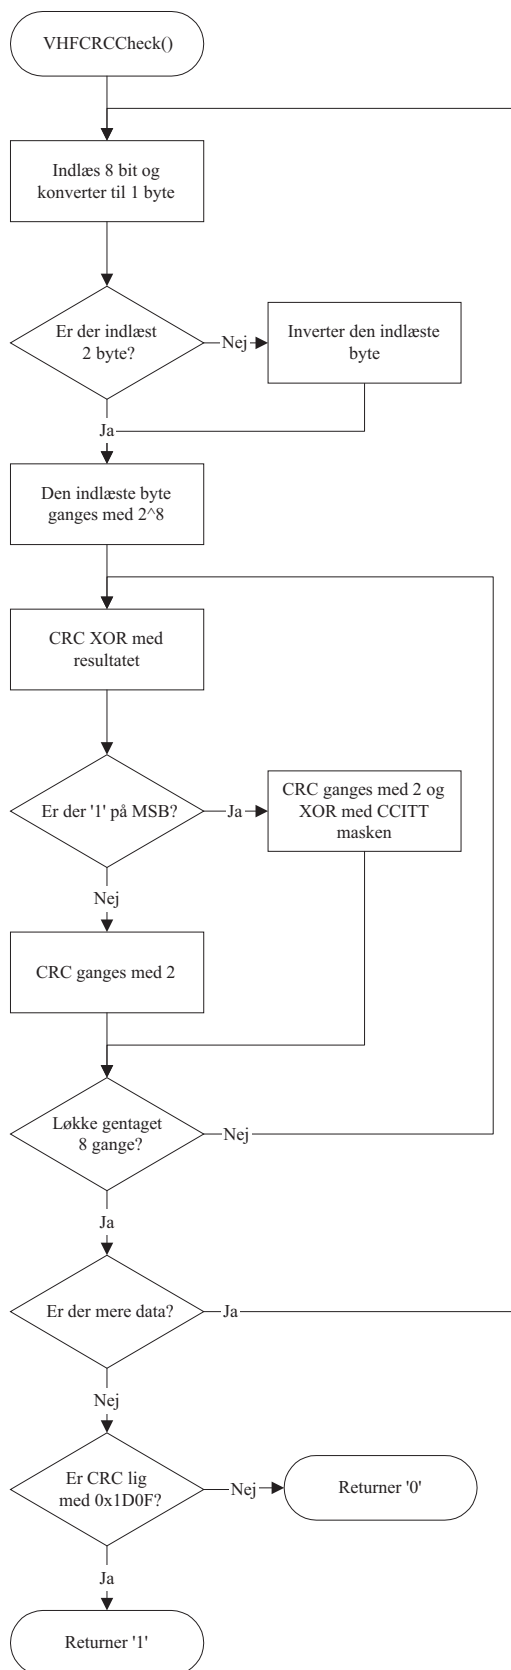 VHFCRCCheck()
Indlæs 8 bit og
konverter til 1 byte
Er der indlæst
2 byte?
Nej
Inverter den indlæste
byte
Ja
Den indlæste byte
ganges med 2^8
CRC XOR med
resultatet
Er der '1' på MSB?
Ja
CRC ganges med 2 og
XOR med CCITT
masken
Nej
CRC ganges med 2
Løkke gentaget
8 gange?
Nej
Ja
Er der mere data?
Ja
Nej
Er CRC lig
med 0x1D0F?
Nej
Returner '0'
Ja
Returner '1'